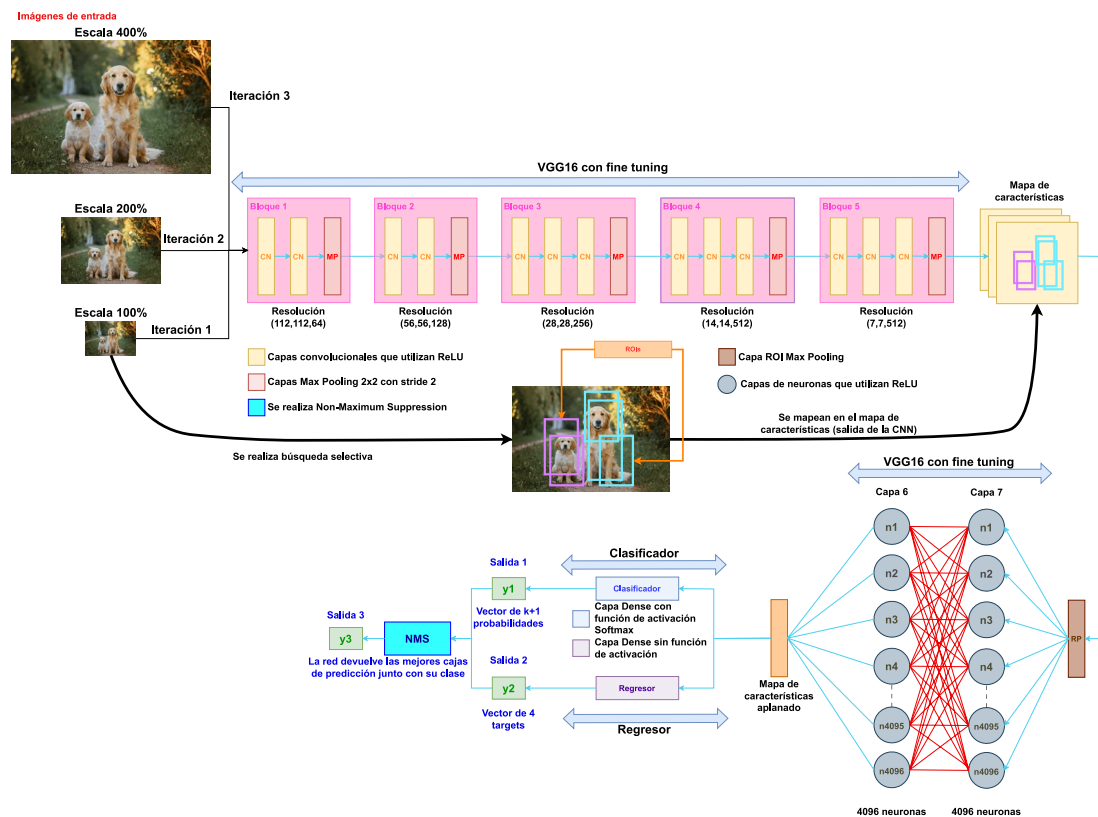 Imágenes de entrada
Escala 400%
Iteración 3
VGG16 con fine tuning
Mapa de
características
Escala 200%
Iteración 2
Escala 100%
Iteración 1
Bloque 1
CN
CN
MP
Resolución
(112,112,64)
Bloque 2
CN
CN
MP
Resolución
(56,56,128)
Bloque 3
CN
CN
CN
MP
Resolución
(28,28,256)
Bloque 4
CN
CN
CN
MP
Resolución
(14,14,512)
Bloque 5
CN
CN
CN
MP
Resolución
(7,7,512)
Capas convolucionales que utilizan ReLU
Capas Max Pooling 2x2 con stride 2
Se realiza Non-Maximum Suppression
ROIs
Capa ROI Max Pooling
Capas de neuronas que utilizan ReLU
Se realiza búsqueda selectiva
Se mapean en el mapa de
características (salida de la CNN)
VGG16 con fine tuning
Capa 6
Capa 7
n1
n2
n3
n4
n4095
n4096
n1
n2
n3
n4
n4095
n4096
4096 neuronas
4096 neuronas
RP
Mapa de
características
aplanado
Clasificador
Clasificador
Capa Dense con
función de activación
Softmax
Capa Dense sin función
de activación
Regresor
Regresor
Salida 1
y1
Vector de k+1
probabilidades
Salida 2
y2
Vector de 4
targets
Salida 3
y3
NMS
La red devuelve las mejores cajas
de predicción junto con su clase